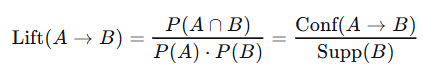 Lift(A → B) = P(A ∩ B) / P(A) · P(B) = Conf(A → B) / Supp(B)